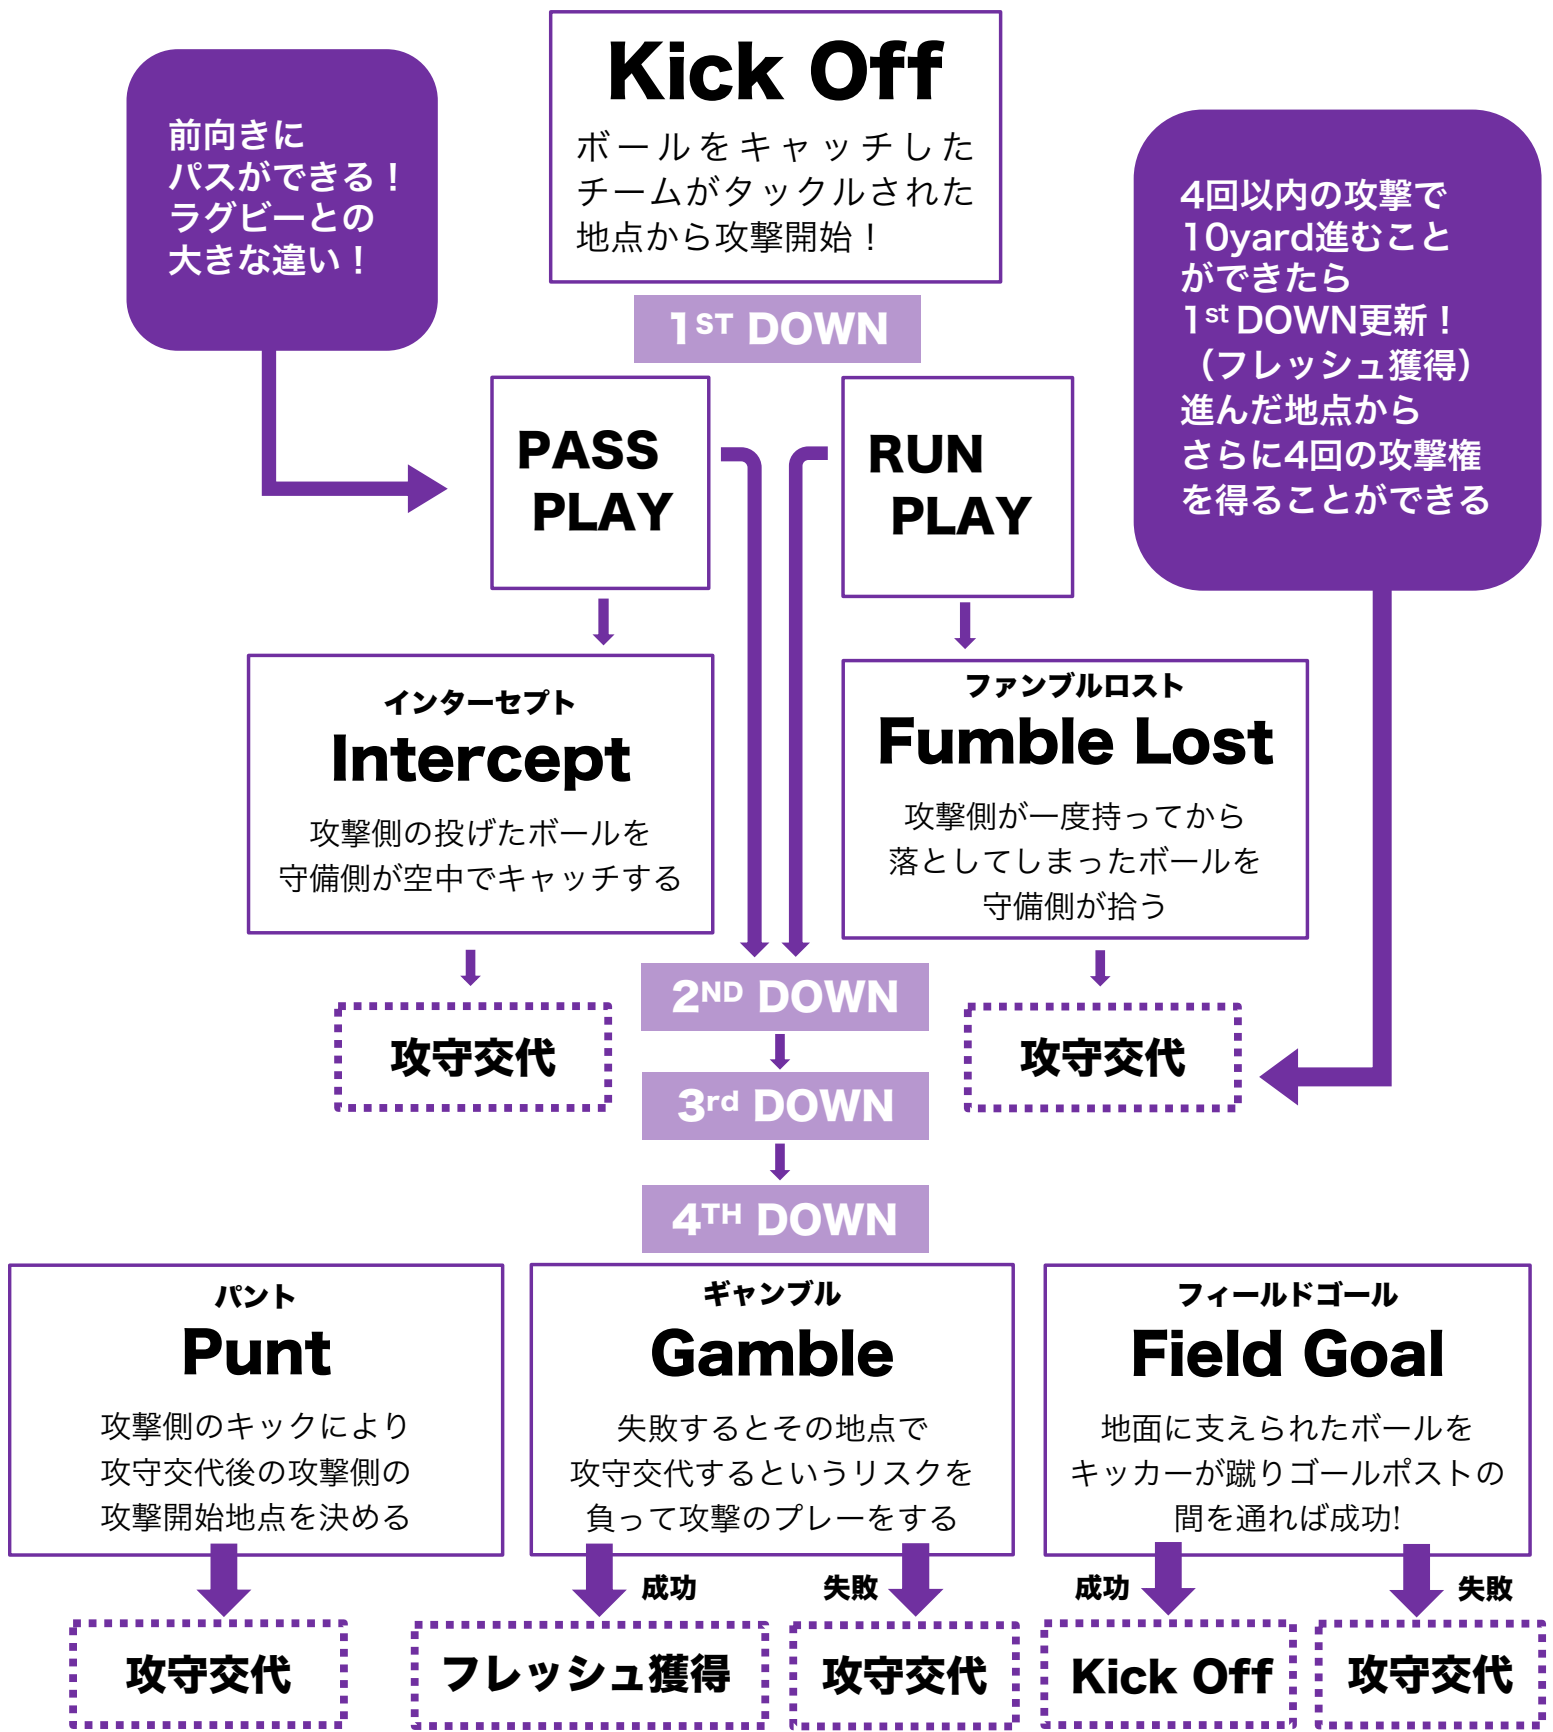 Kick Off
ボールをキャッチした
チームがタックルされた
地点から攻撃開始！
前向きに
パスができる！
ラグビーとの
大きな違い！
4回以内の攻撃で
10yard進むこと
ができたら
1st DOWN更新！
（フレッシュ獲得）
進んだ地点から
さらに4回の攻撃権
を得ることができる
1ST DOWN
PASS
PLAY
RUN
PLAY
インターセプト
Intercept
攻撃側の投げたボールを
守備側が空中でキャッチする
ファンブルロスト
Fumble Lost
攻撃側が一度持ってから
落としてしまったボールを
守備側が拾う
攻守交代
2ND DOWN
攻守交代
3rd DOWN
4TH DOWN
パント
Punt
攻撃側のキックにより
攻守交代後の攻撃側の
攻撃開始地点を決める
ギャンブル
Gamble
失敗するとその地点で
攻守交代するというリスクを
負って攻撃のプレーをする
フィールドゴール
Field Goal
地面に支えられたボールを
キッカーが蹴りゴールポストの
間を通れば成功!
成功
失敗
成功
失敗
攻守交代
フレッシュ獲得
攻守交代
Kick Off
攻守交代